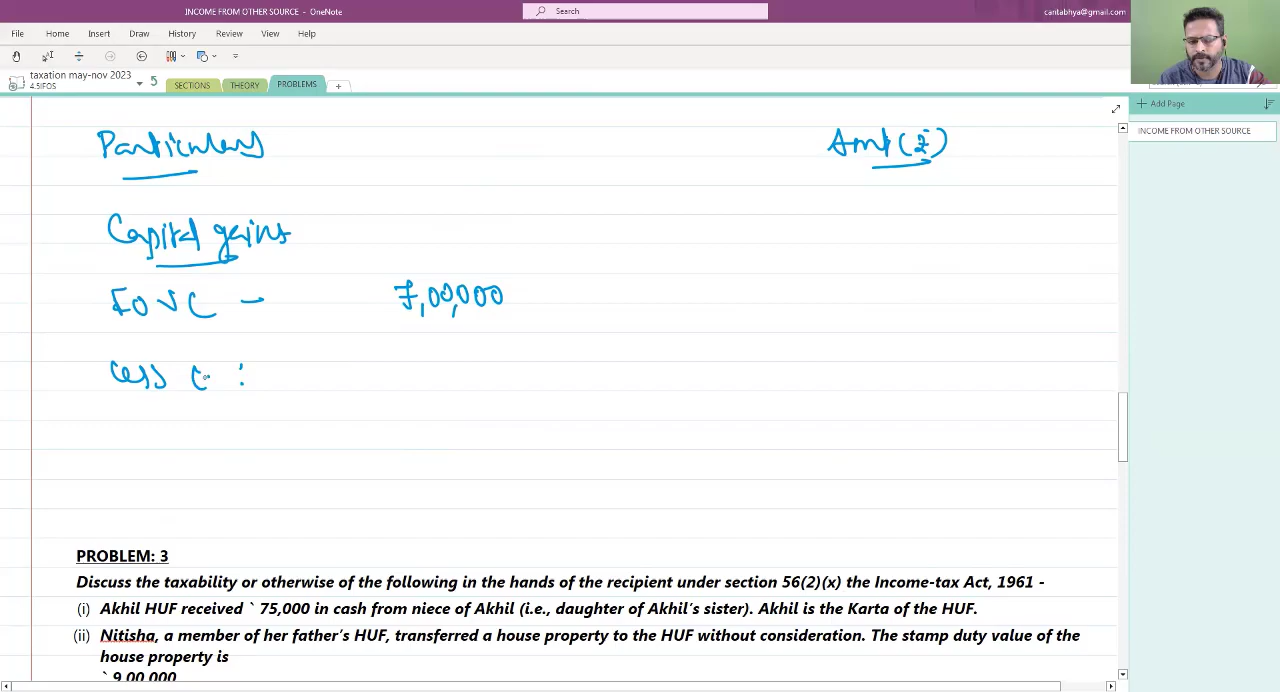 INCOME FROM OTHER SOURCE - OneNote
Search
cantabhya@gmail.com
File Home Insert Draw History Review View Help
taxation may-nov 2023
4.5IFOS
SECTIONS THEORY PROBLEMS
Add Page
INCOME FROM OTHER SOURCE
Particulars Amt (₹)
Capital gains
FOVC - 7,00,000
Less :
PROBLEM: 3
Discuss the taxability or otherwise of the following in the hands of the recipient under section 56(2)(x) the Income-tax Act, 1961 -
(i) Akhil HUF received ` 75,000 in cash from niece of Akhil (i.e., daughter of Akhil's sister). Akhil is the Karta of the HUF.
(ii) Nitisha, a member of her father's HUF, transferred a house property to the HUF without consideration. The stamp duty value of the
house property is
` 9,00,000